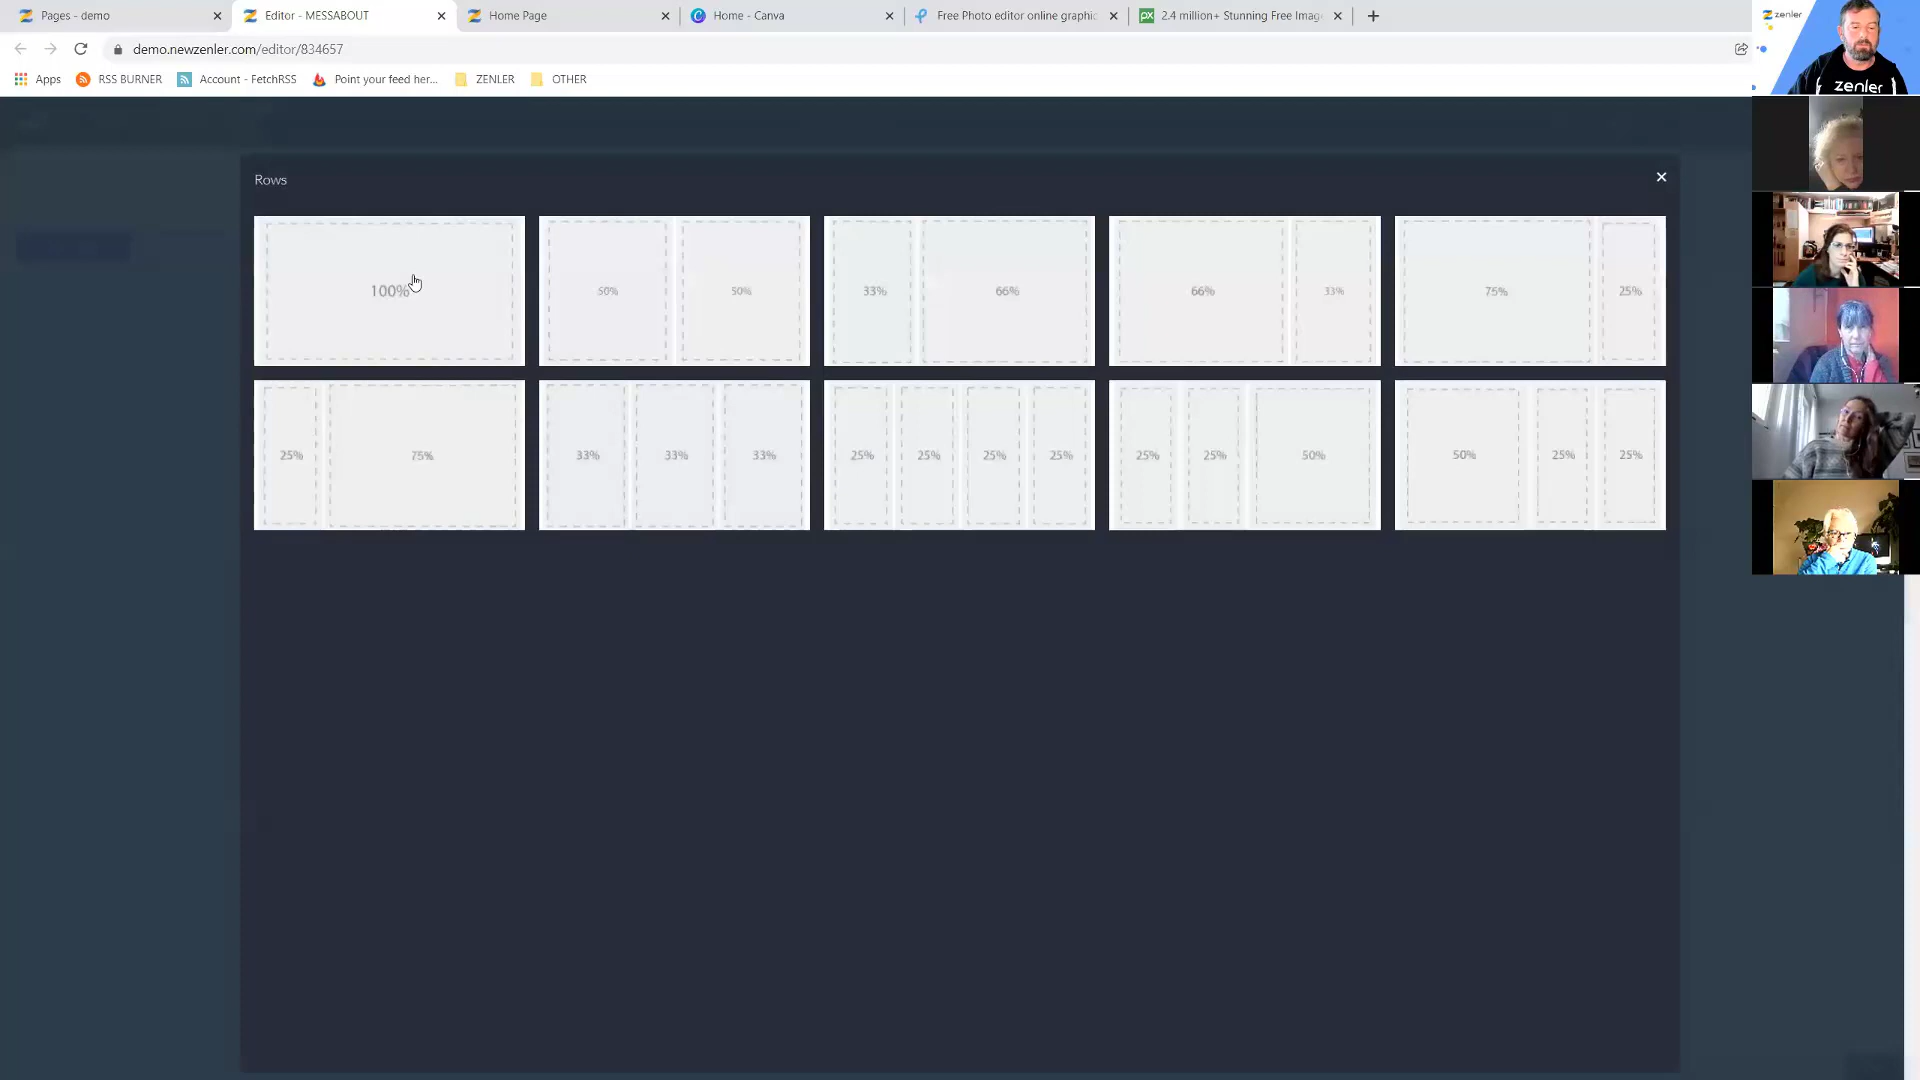 Pages - demo
Editor - MESSABOUT
Home Page
Home - Canva
Free Photo editor online graphic
2.4 million+ Stunning Free Imag
demo.newzenler.com/editor/834657
Apps
RSS BURNER
Account - FetchRSS
Point your feed her...
ZENLER
OTHER
zenler
zenler
Rows
100%
50% 50%
33% 66%
66% 33%
75% 25%
25% 75%
33% 33% 33%
25% 25% 25% 25%
25% 25% 50%
50% 25% 25%